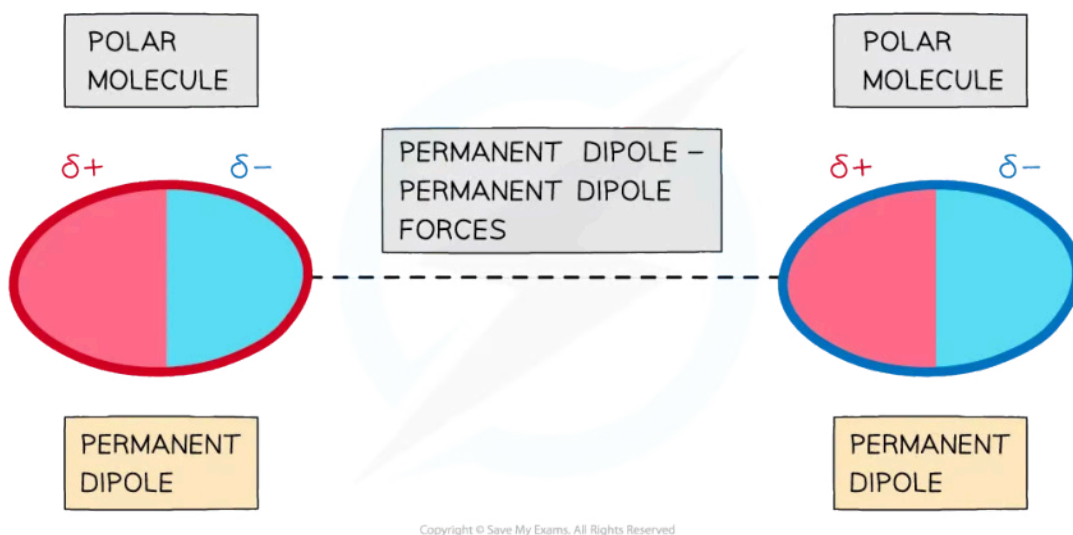 POLAR
MOLECULE
POLAR
MOLECULE
δ+
δ-
PERMANENT DIPOLE –
PERMANENT DIPOLE
FORCES
δ+
δ-
PERMANENT
DIPOLE
PERMANENT
DIPOLE
Copyright © Save My Exams. All Rights Reserved